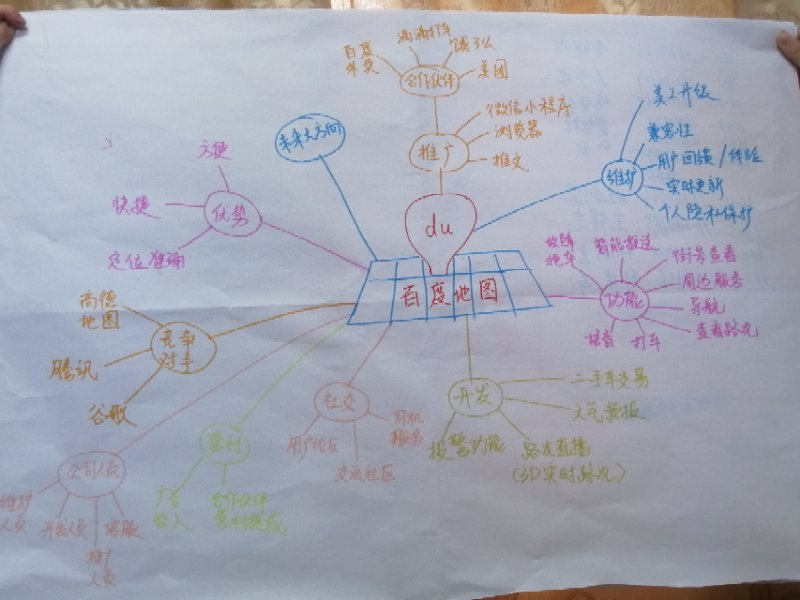 百度
外卖
滴滴打车
饿了么
美团
合作伙伴
微信小程序
浏览器
推文
推广
未来大方向
美工升级
兼容性
用户回馈/体验
实时更新
个人隐私保护
维护
方便
快捷
定位准确
优势
du
百度地图
故障
挪车
智能推送
街景查看
周边服务
导航
查看路况
打车
语音
功能
高德
地图
腾讯
谷歌
竞争
对手
社交
用户论坛
交流社区
司机
服务
开发
二手车交易
天气预报
报警功能
路况直播
(3D实时路况)
盈利
广告
收入
合作伙伴
盈利提成
公司人员
维护
人员
开发人员
推广
人员
客服